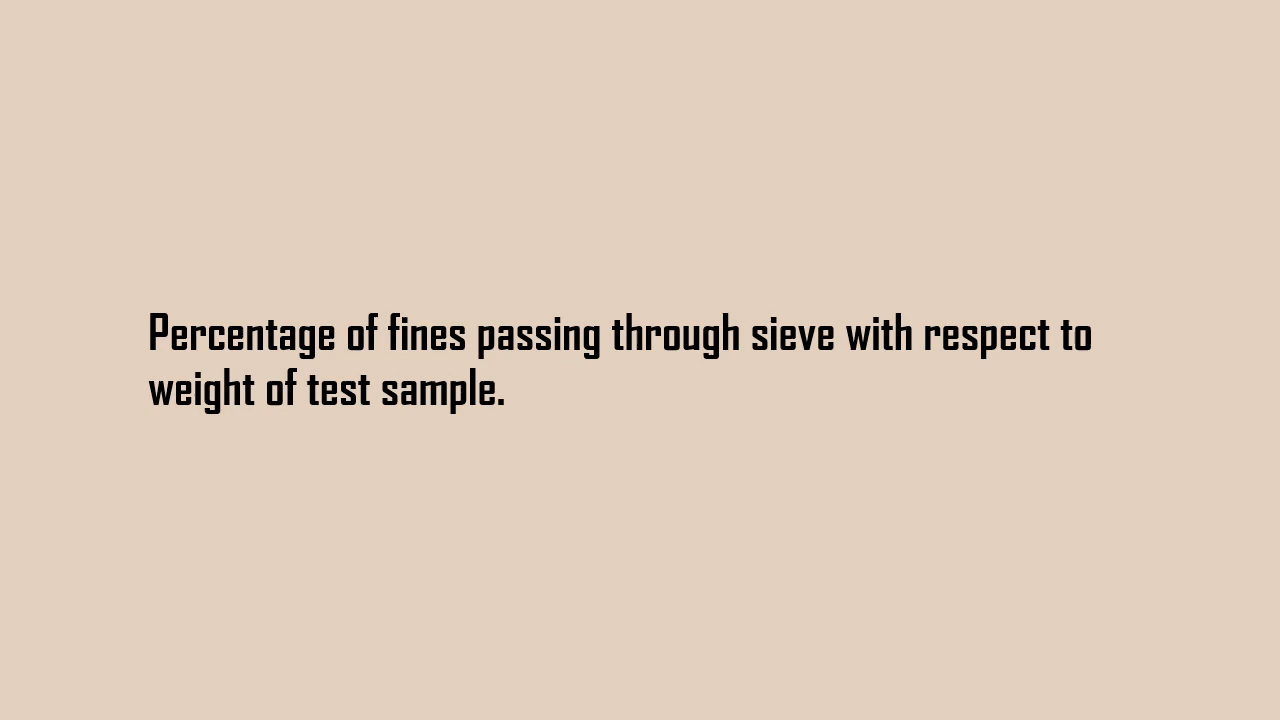 Percentage of fines passing through sieve with respect to
weight of test sample.